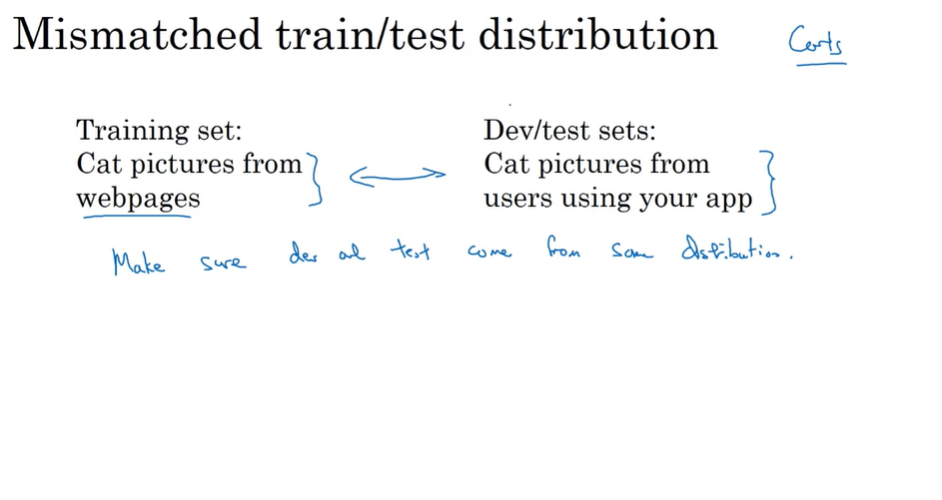 Mismatched train/test distribution
Cats
Training set:
Cat pictures from
webpages
Dev/test sets:
Cat pictures from
users using your app
Make sure dev and test come from same distribution.